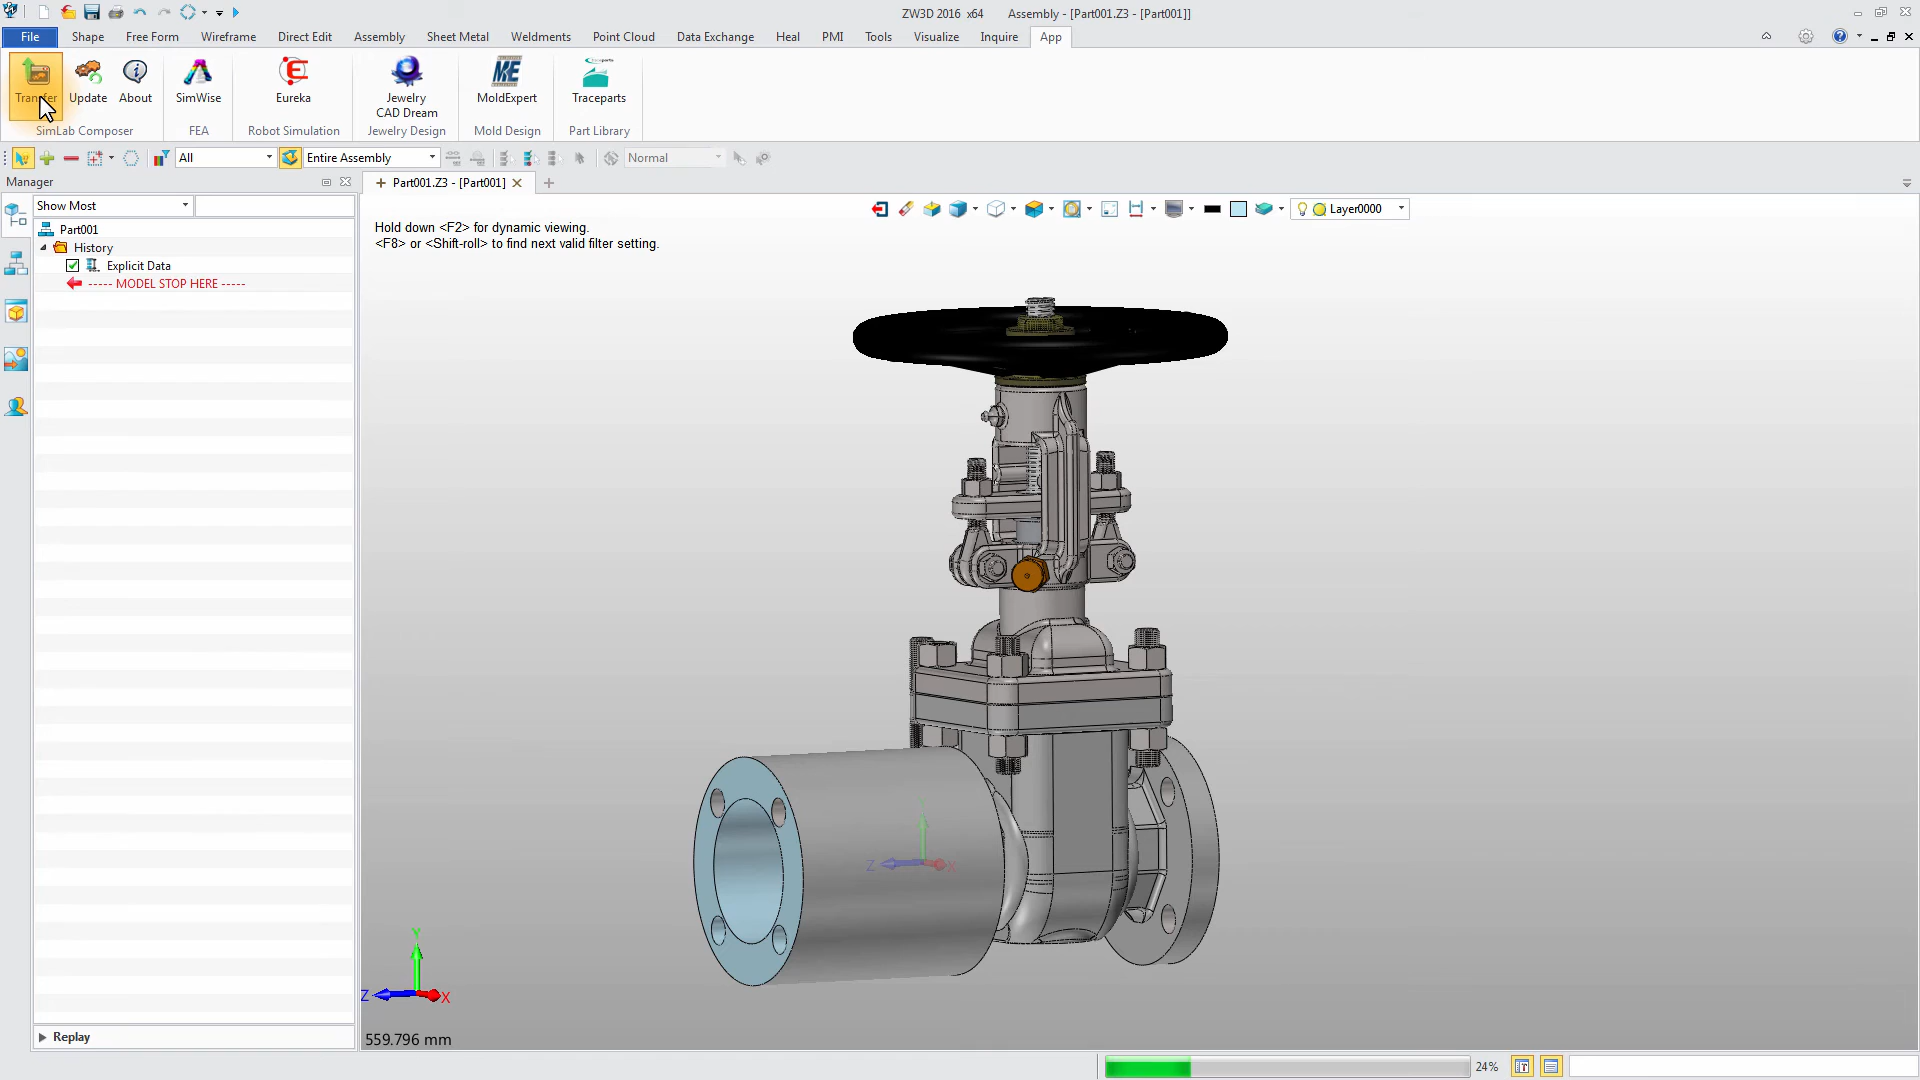 ZW3D 2016 x64 Assembly - [Part001.Z3 - [Part001]]
File Shape Free Form Wireframe Direct Edit Assembly Sheet Metal Weldments Point Cloud Data Exchange Heal PMI Tools Visualize Inquire App
Transfer Update About SimWise Eureka Jewelry CAD Dream MoldExpert Traceparts
SimLab Composer FEA Robot Simulation Jewelry Design Mold Design Part Library
All Entire Assembly Normal
Manager
Part001.Z3 - [Part001]
Show Most
Layer0000
Part001
History
Explicit Data
----- MODEL STOP HERE -----
Hold down <F2> for dynamic viewing.
<F8> or <Shift-roll> to find next valid filter setting.
Y
Z X
Y
Z X
Replay
559.796 mm
24%